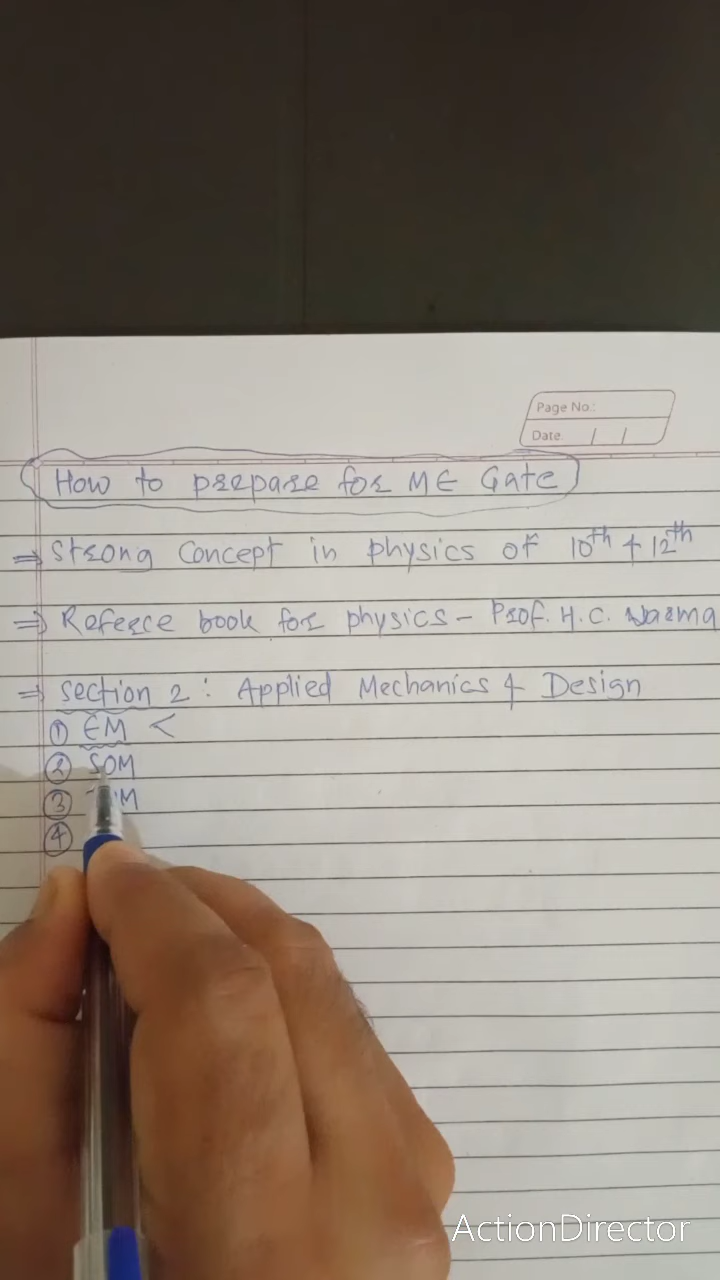 Page No.:
Date. / /
How to prepare for ME Gate
⇒ Strong Concept in physics of 10th & 12th
⇒ Referce book for physics - Prof. H.C. Warma
⇒ Section 2: Applied Mechanics & Design
① EM <
② SOM
③
④
ActionDirector